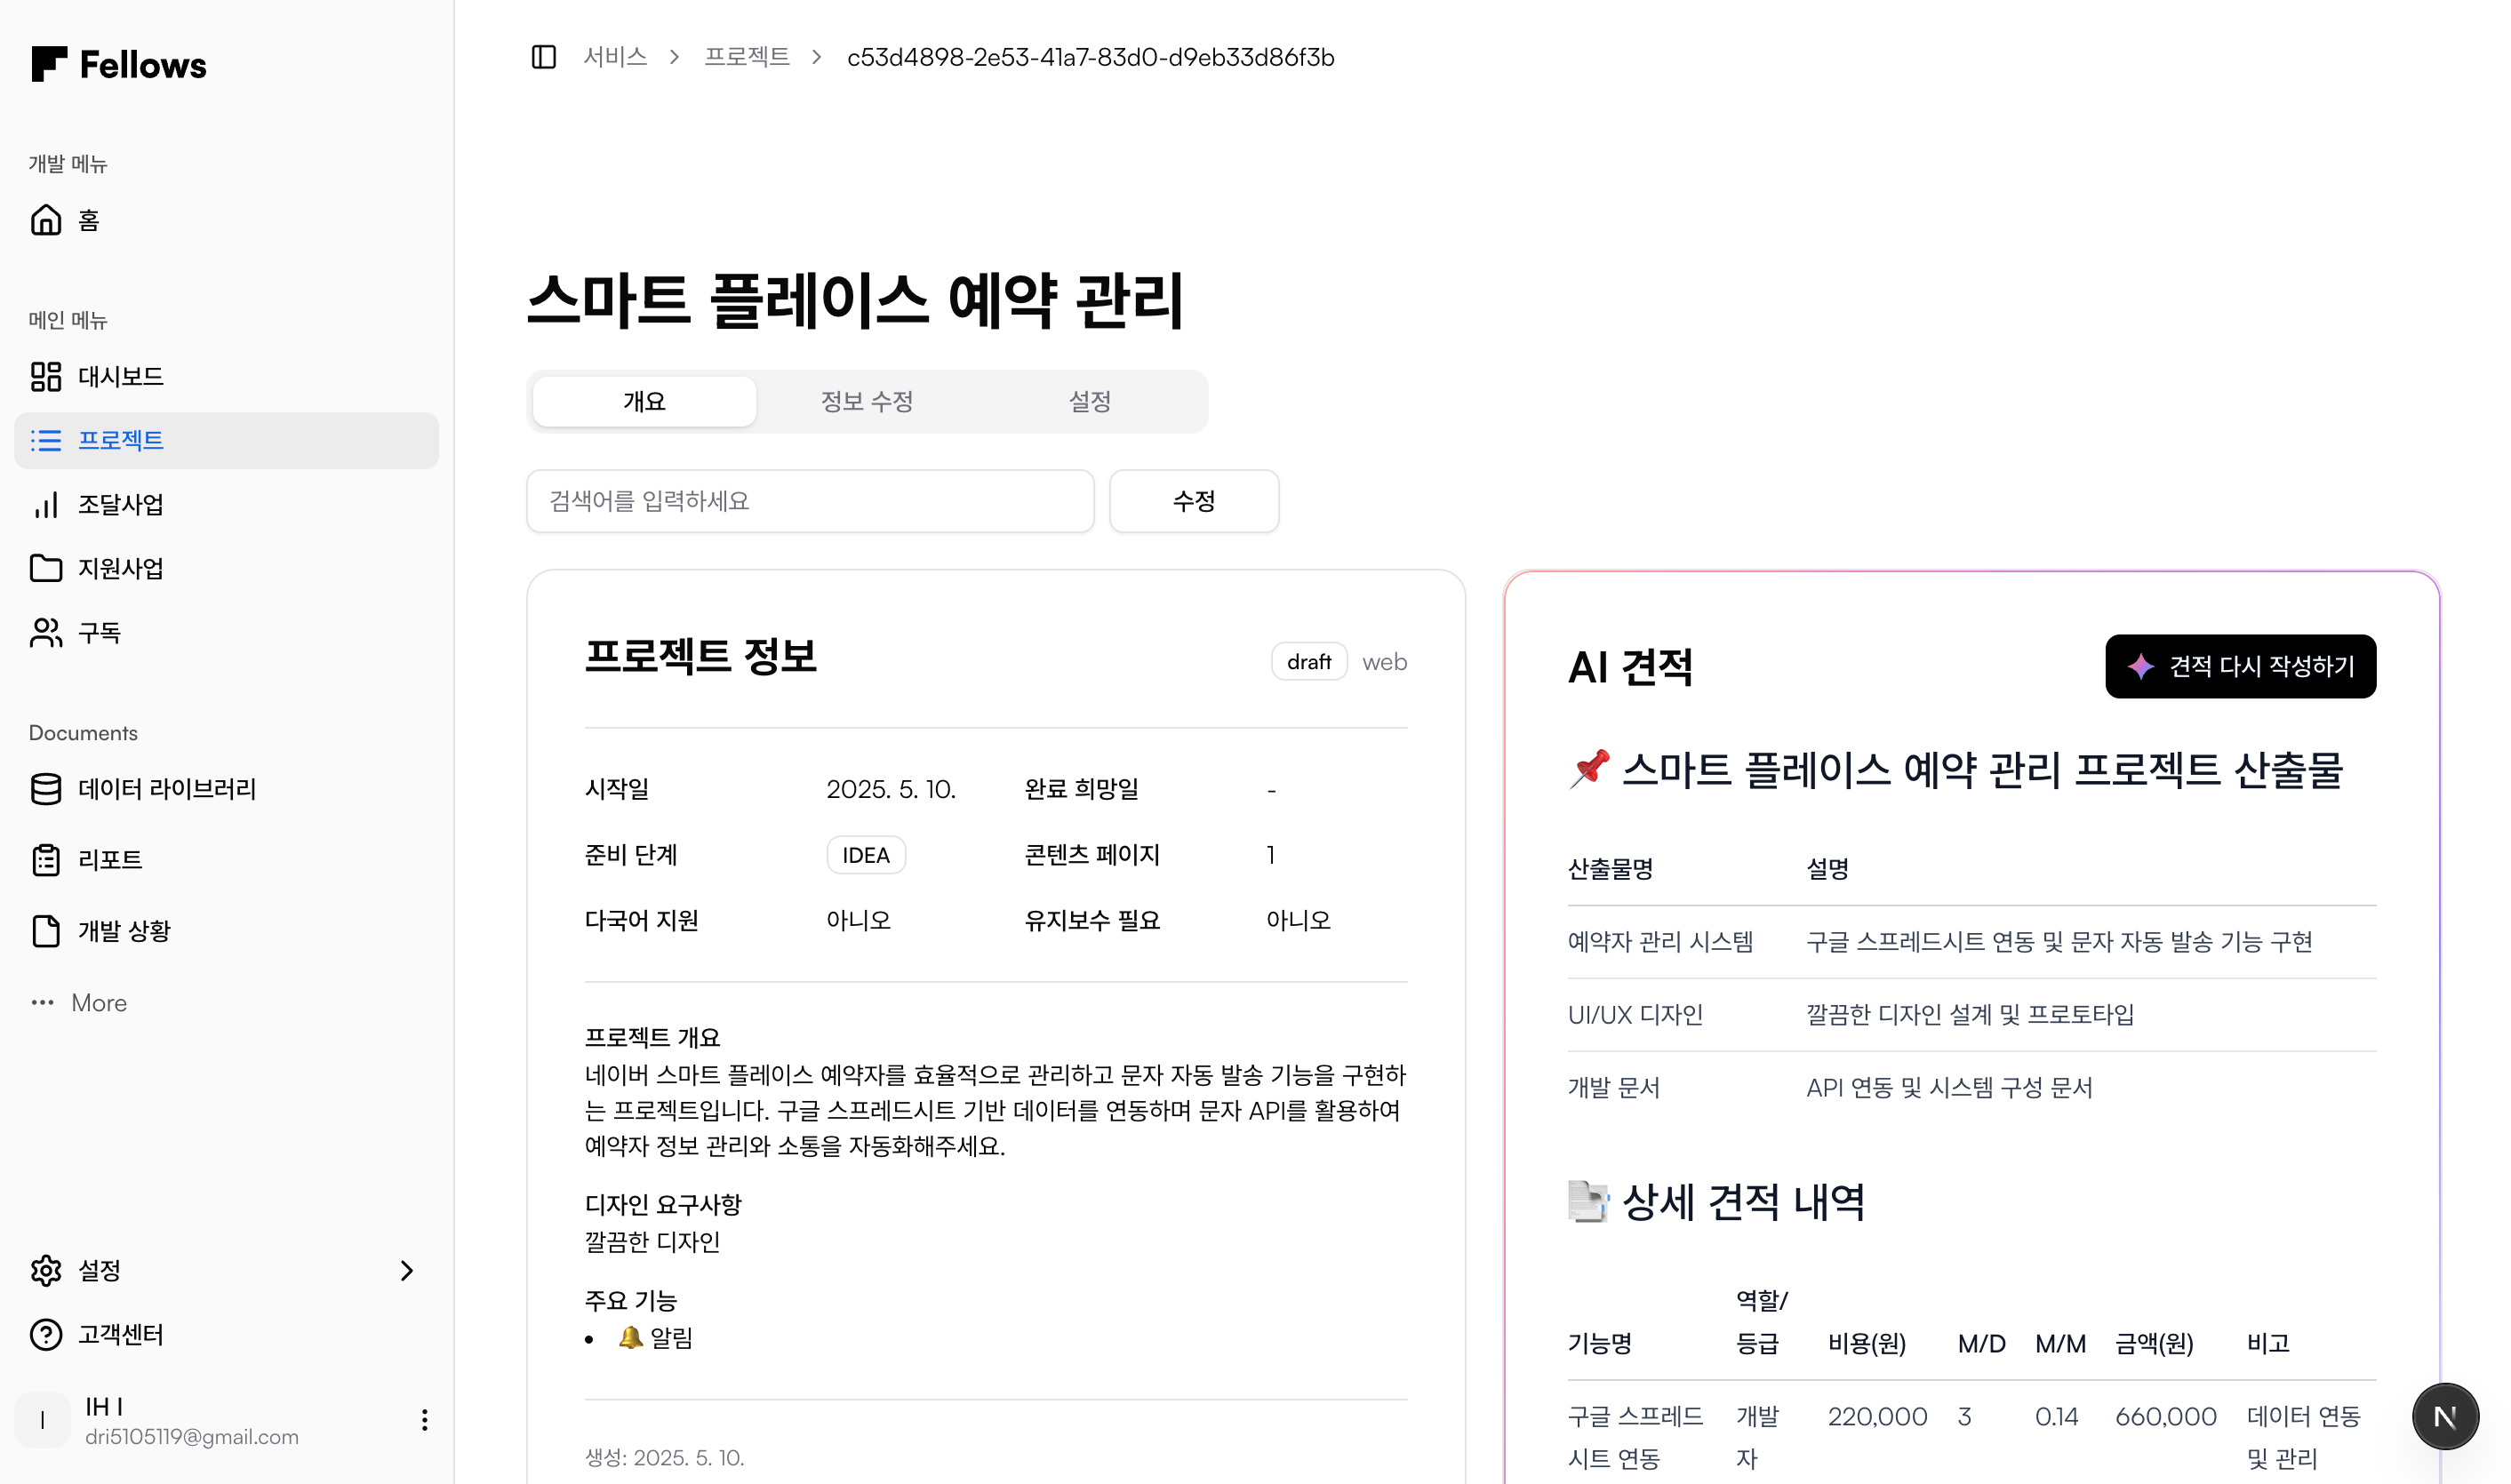 Fellows
개발 메뉴
홈
메인 메뉴
대시보드
프로젝트
조달사업
지원사업
구독
Documents
데이터 라이브러리
리포트
개발 상황
More
설정
고객센터
I
IH I
dri5105119@gmail.com
서비스 > 프로젝트 > c53d4898-2e53-41a7-83d0-d9eb33d86f3b
스마트 플레이스 예약 관리
개요 정보 수정 설정
검색어를 입력하세요 수정
프로젝트 정보 draft web
시작일 2025. 5. 10. 완료 희망일 -
준비 단계 IDEA 콘텐츠 페이지 1
다국어 지원 아니오 유지보수 필요 아니오
프로젝트 개요
네이버 스마트 플레이스 예약자를 효율적으로 관리하고 문자 자동 발송 기능을 구현하
는 프로젝트입니다. 구글 스프레드시트 기반 데이터를 연동하며 문자 API를 활용하여
예약자 정보 관리와 소통을 자동화해주세요.
디자인 요구사항
깔끔한 디자인
주요 기능
• 🔔 알림
생성: 2025. 5. 10.
AI 견적 견적 다시 작성하기
📌 스마트 플레이스 예약 관리 프로젝트 산출물
산출물명 설명
예약자 관리 시스템 구글 스프레드시트 연동 및 문자 자동 발송 기능 구현
UI/UX 디자인 깔끔한 디자인 설계 및 프로토타입
개발 문서 API 연동 및 시스템 구성 문서
📑 상세 견적 내역
역할/
기능명 등급 비용(원) M/D M/M 금액(원) 비고
구글 스프레드 개발 220,000 3 0.14 660,000 데이터 연동
시트 연동 자 및 관리
N